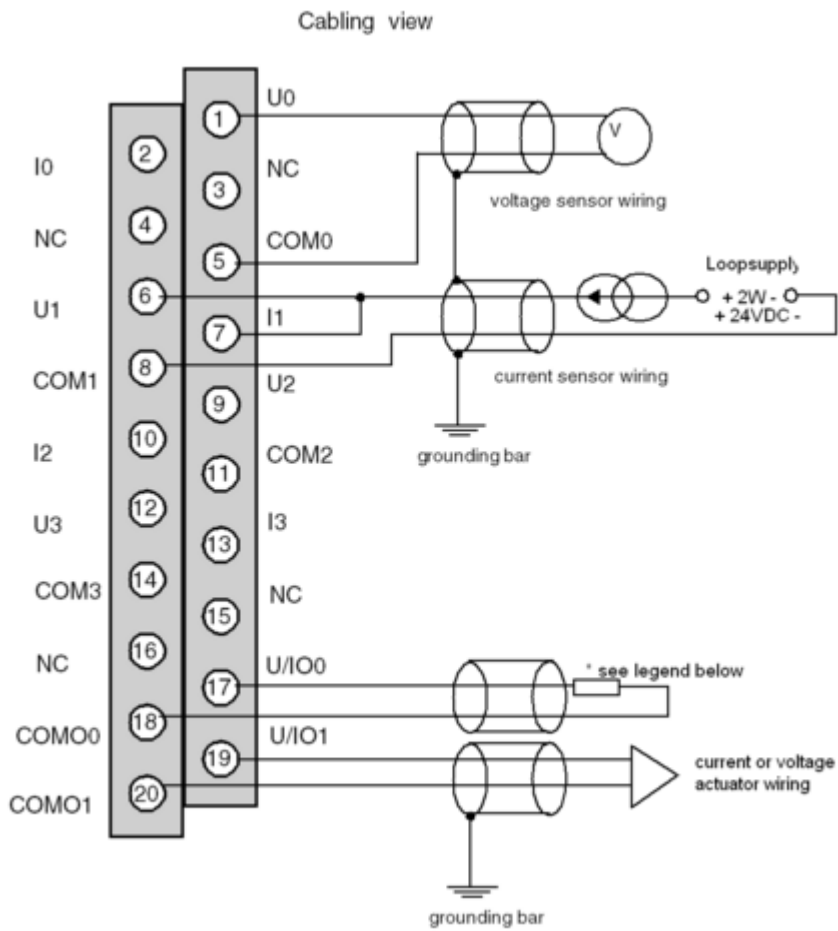 Cabling view
U0
1
V
2
I0
NC
3
voltage sensor wiring
4
NC
COM0
5
Loopsupply
6
+ 2W -
+ 24VDC -
U1
I1
7
8
COM1
U2
current sensor wiring
9
10
I2
COM2
grounding bar
11
12
U3
I3
13
14
COM3
NC
15
16
NC
U/IO0
* see legend below
17
18
COMO0
U/IO1
19
current or voltage
actuator wiring
20
COMO1
grounding bar